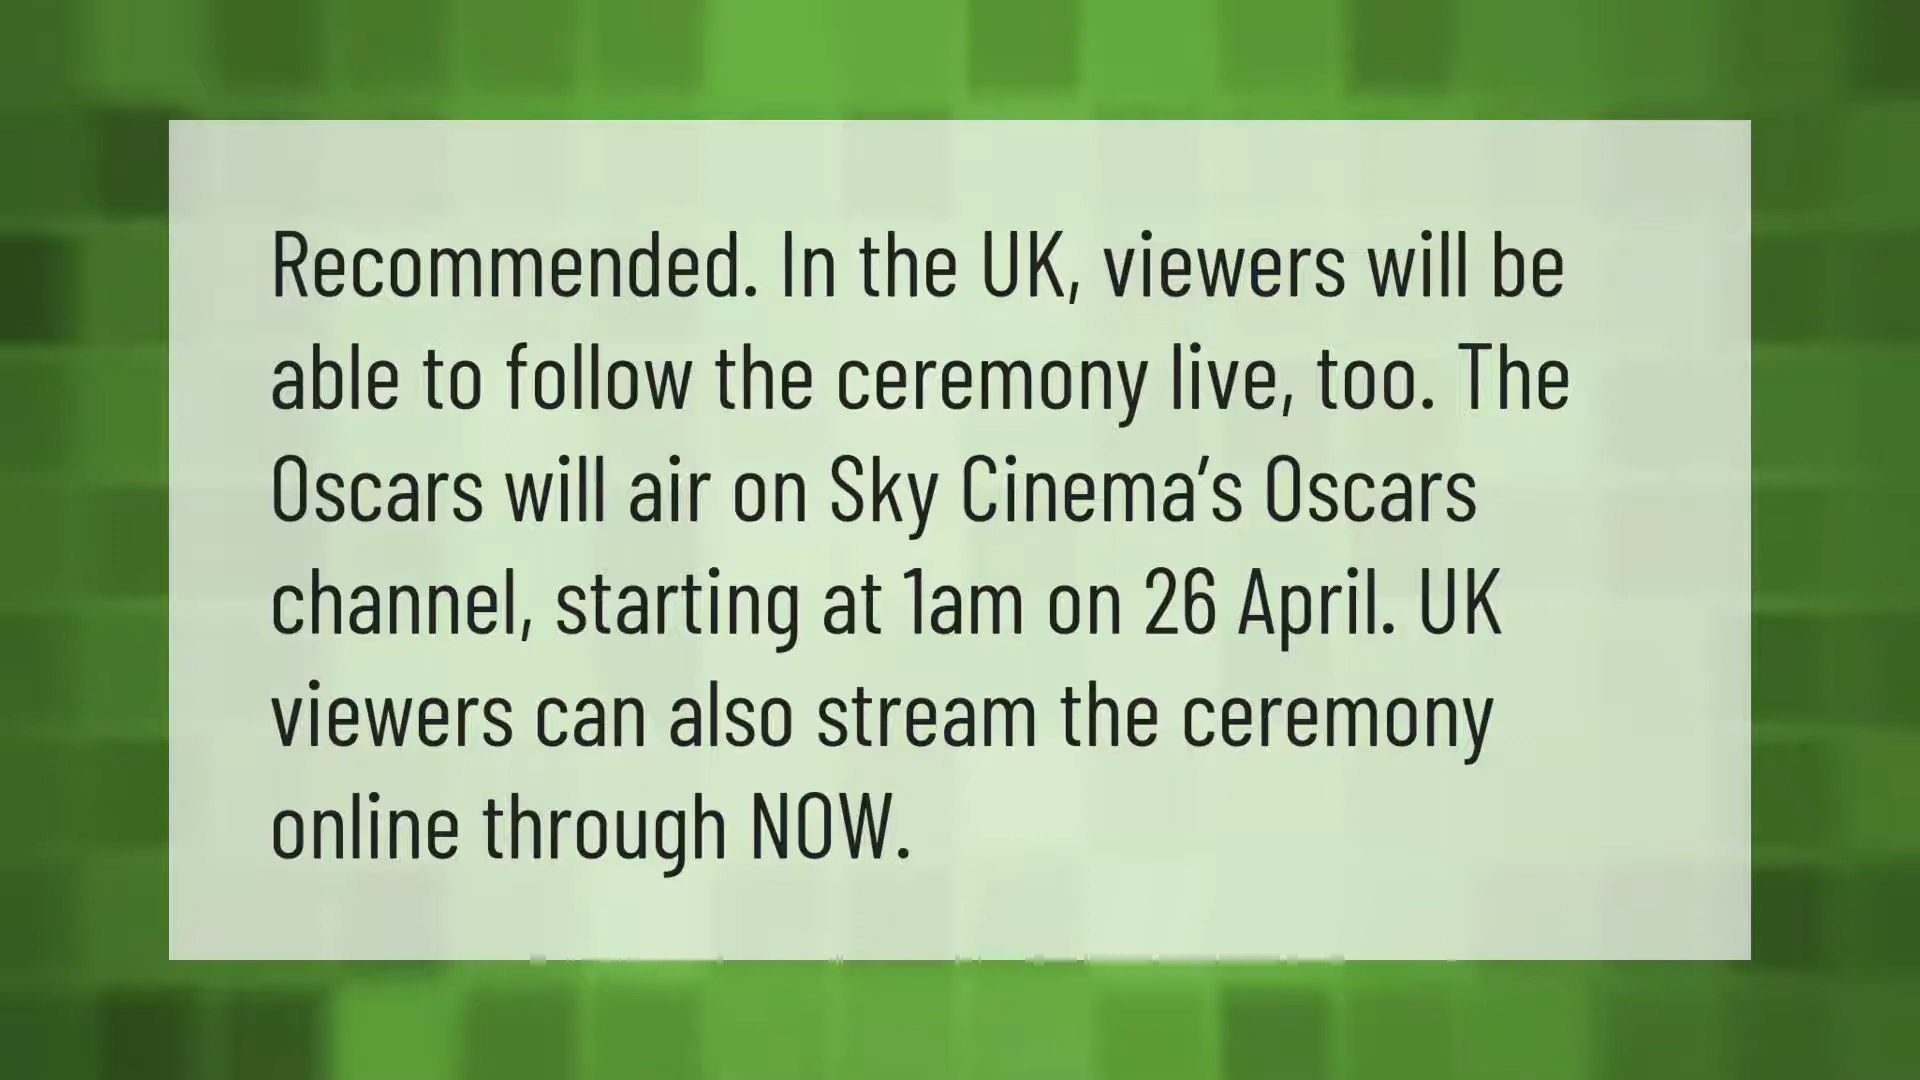 Recommended. In the UK, viewers will be
able to follow the ceremony live, too. The
Oscars will air on Sky Cinema’s Oscars
channel, starting at 1am on 26 April. UK
viewers can also stream the ceremony
online through NOW.